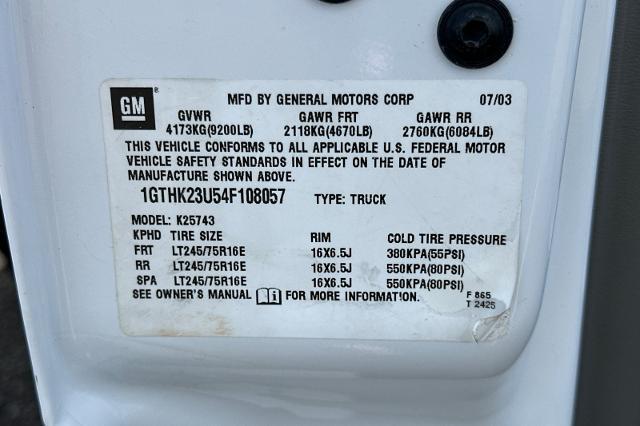 GM ®
MFD BY GENERAL MOTORS CORP 07/03
GVWR GAWR FRT GAWR RR
4173KG(9200LB) 2118KG(4670LB) 2760KG(6084LB)
THIS VEHICLE CONFORMS TO ALL APPLICABLE U.S. FEDERAL MOTOR
VEHICLE SAFETY STANDARDS IN EFFECT ON THE DATE OF
MANUFACTURE SHOWN ABOVE.
1GTHK23U54F108057 TYPE: TRUCK
MODEL: K25743
KPHD TIRE SIZE RIM COLD TIRE PRESSURE
FRT LT245/75R16E 16X6.5J 380KPA(55PSI)
RR LT245/75R16E 16X6.5J 550KPA(80PSI)
SPA LT245/75R16E 16X6.5J 550KPA(80PSI)
SEE OWNER'S MANUAL i FOR MORE INFORMATION.
F 865
T 2425